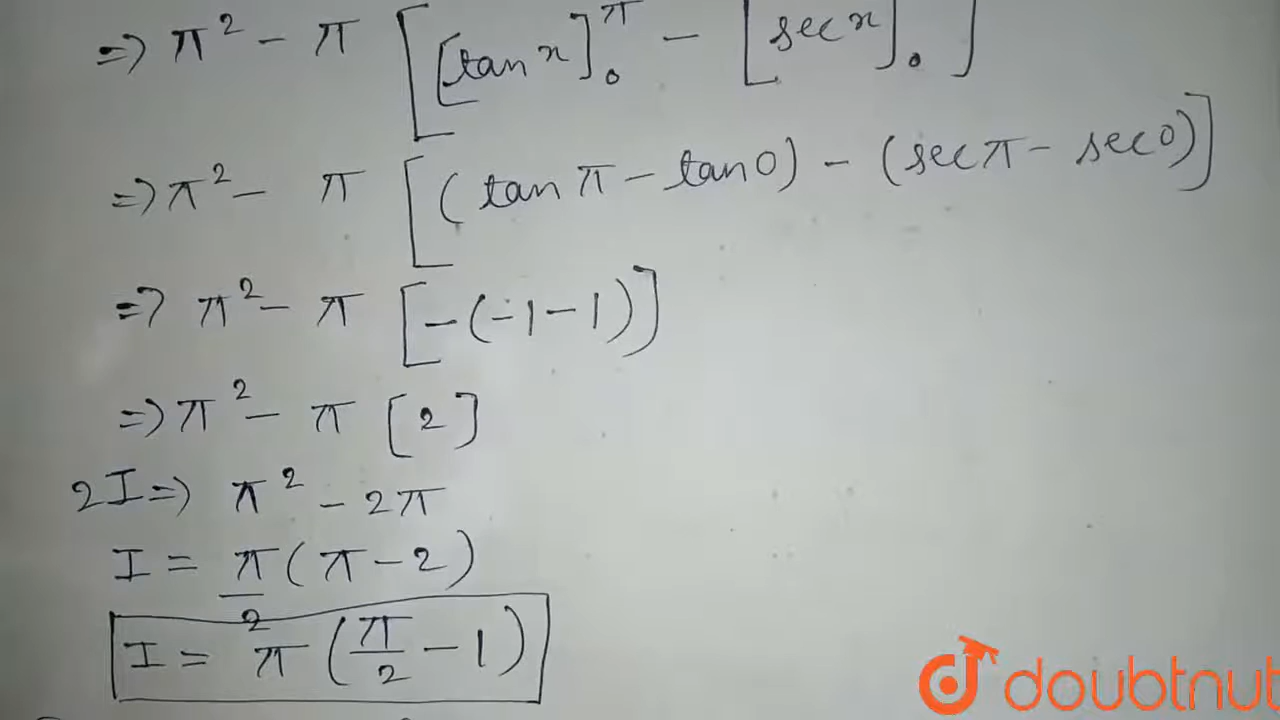 => π² - π [[tan x]₀^π - [sec x]₀]
=> π² - π [(tan π - tan 0) - (sec π - sec 0)]
=> π² - π [-(-1-1)]
=> π² - π [2]
2I => π² - 2π
I = π/2 (π - 2)
I = π (π/2 - 1)
doubtnut